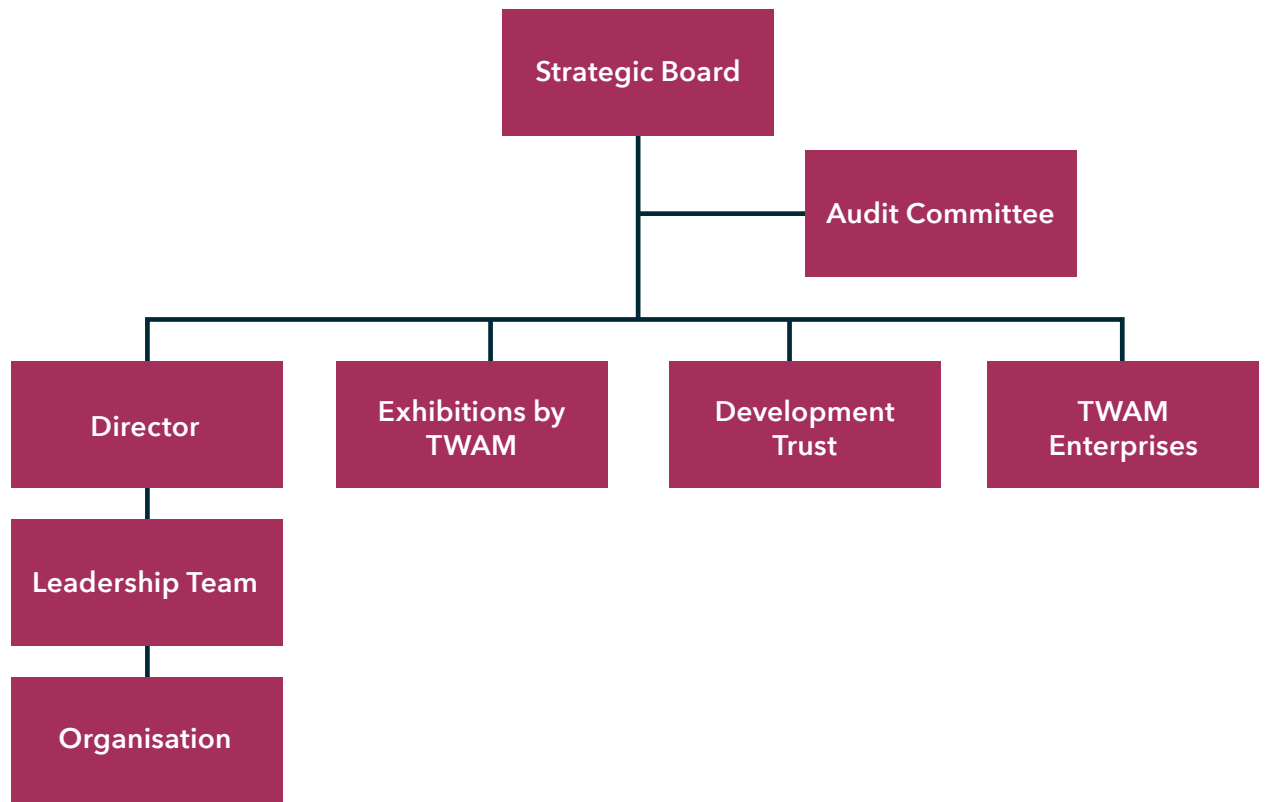 Strategic Board
Audit Committee
Director
Exhibitions by
TWAM
Development
Trust
TWAM
Enterprises
Leadership Team
Organisation